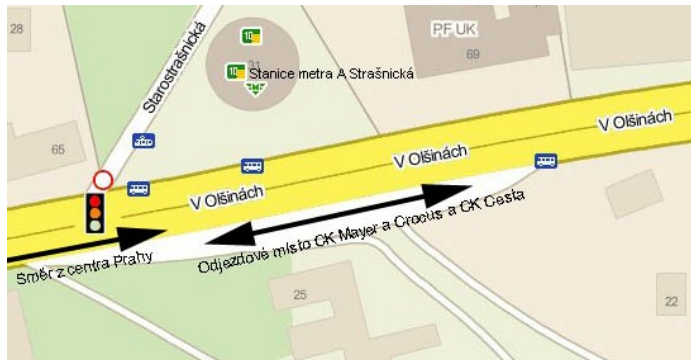 28
PF UK
69
31
Stanice metra A Strašnická
Starostrašnická
65
V Olšinách
V Olšinách
V Olšinách
Směr z centra Prahy
Odjezdové místo CK Mayer a Crocus a CK Cesta
25
22